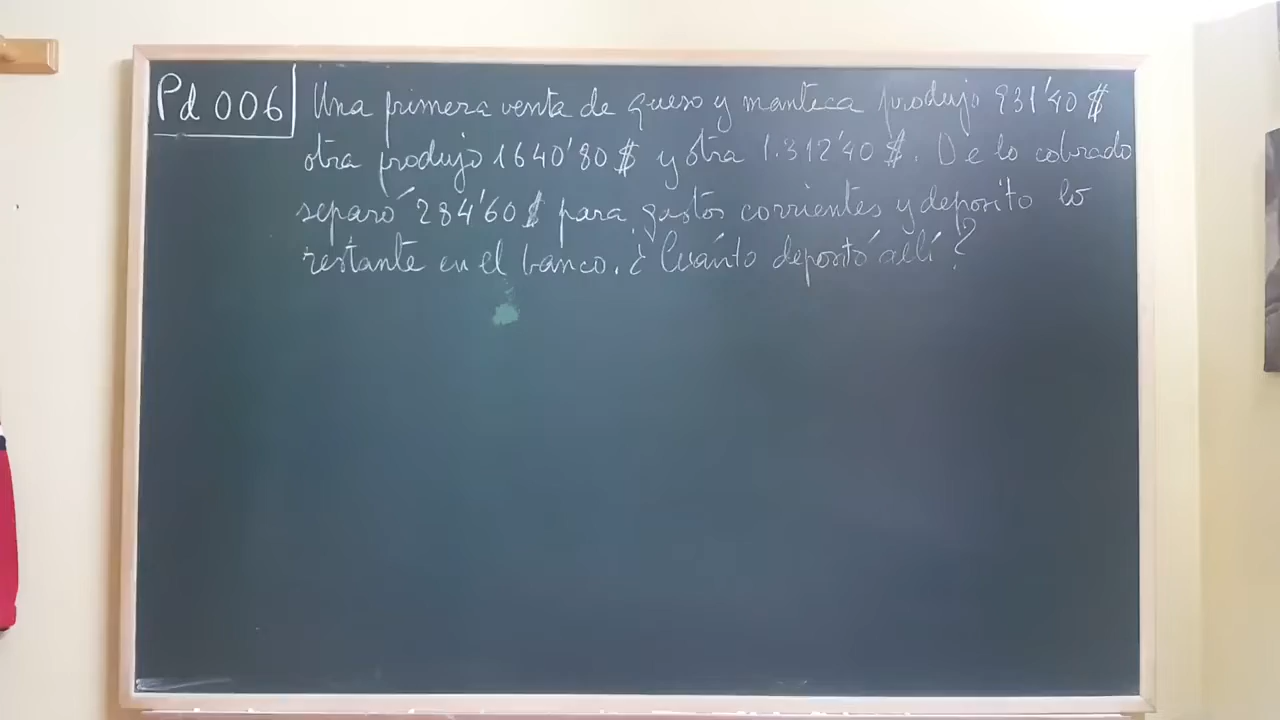 Pd 006
Una primera venta de queso y manteca produjo 931'40 $
otra produjo 1640'80 $ y otra 1.312'40 $. De lo cobrado
separó 284'60 $ para gastos corrientes y deposito lo
restante en el banco. ¿Cuánto depositó allí?